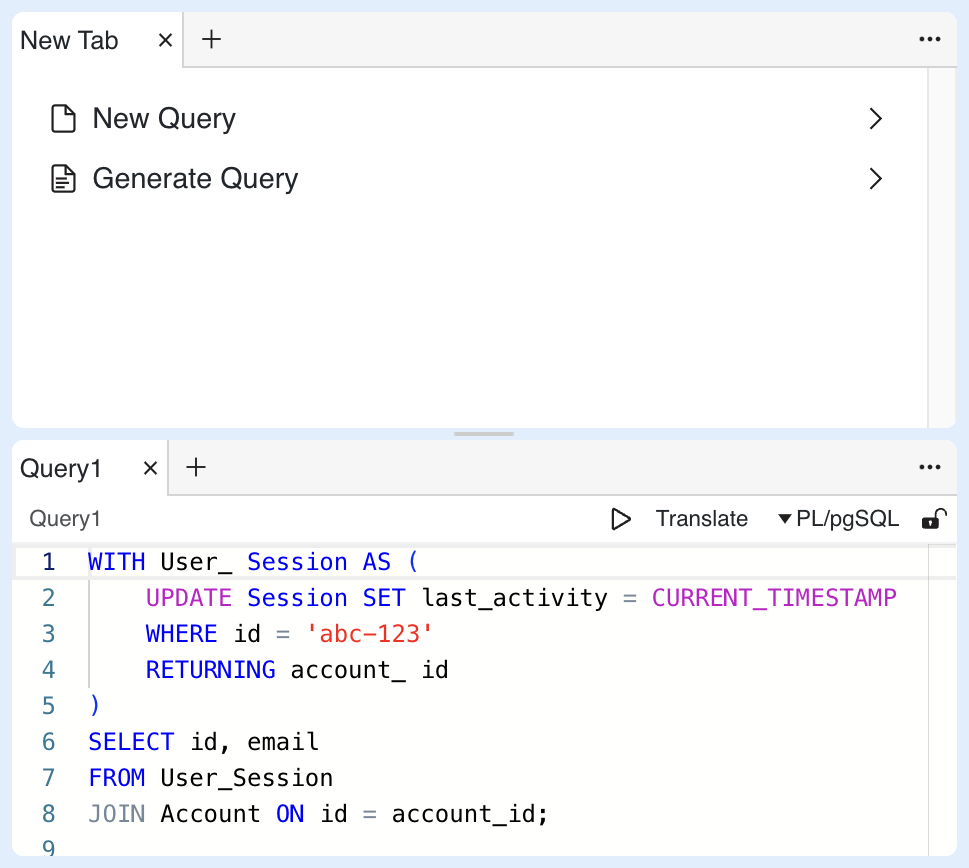 New Tab
New Query
Generate Query
Query1
Query1 Translate PL/pgSQL
1 WITH User_ Session AS (
2 UPDATE Session SET last_activity = CURRENT_TIMESTAMP
3 WHERE id = 'abc-123'
4 RETURNING account_ id
5 )
6 SELECT id, email
7 FROM User_Session
8 JOIN Account ON id = account_id;
9